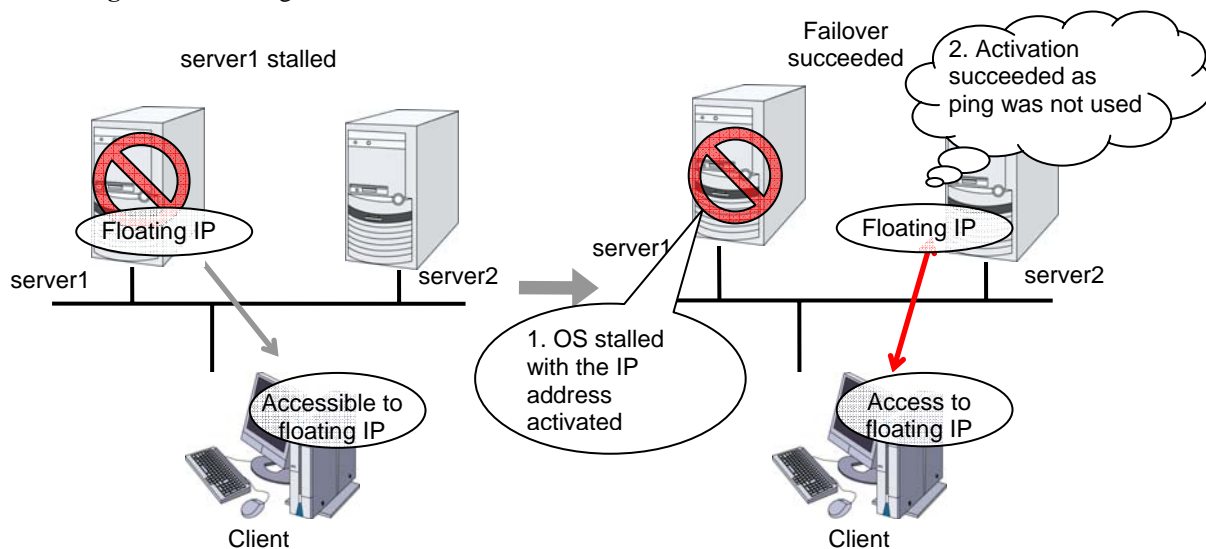 server1 stalled
Floating IP
server1
server2
Accessible to
floating IP
Client
Failover
succeeded
2. Activation
succeeded as
ping was not used
Floating IP
server1
server2
1. OS stalled
with the IP
address
activated
Access to
floating IP
Client